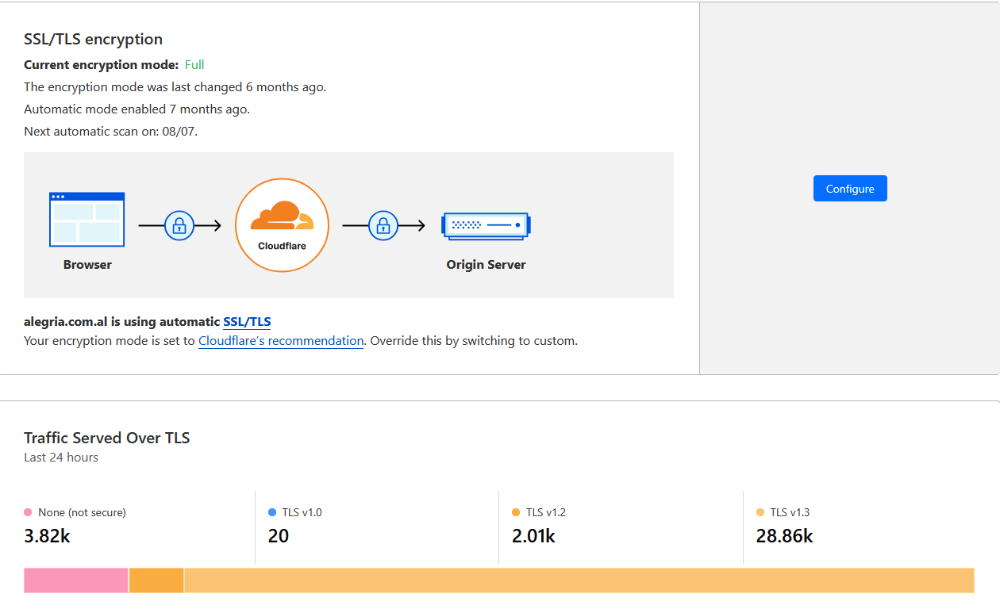 SSL/TLS encryption
Current encryption mode: Full
The encryption mode was last changed 6 months ago.
Automatic mode enabled 7 months ago.
Next automatic scan on: 08/07.
Configure
Cloudflare
Browser
Origin Server
alegria.com.al is using automatic SSL/TLS
Your encryption mode is set to Cloudflare's recommendation. Override this by switching to custom.
Traffic Served Over TLS
Last 24 hours
None (not secure)
3.82k
TLS v1.0
20
TLS v1.2
2.01k
TLS v1.3
28.86k